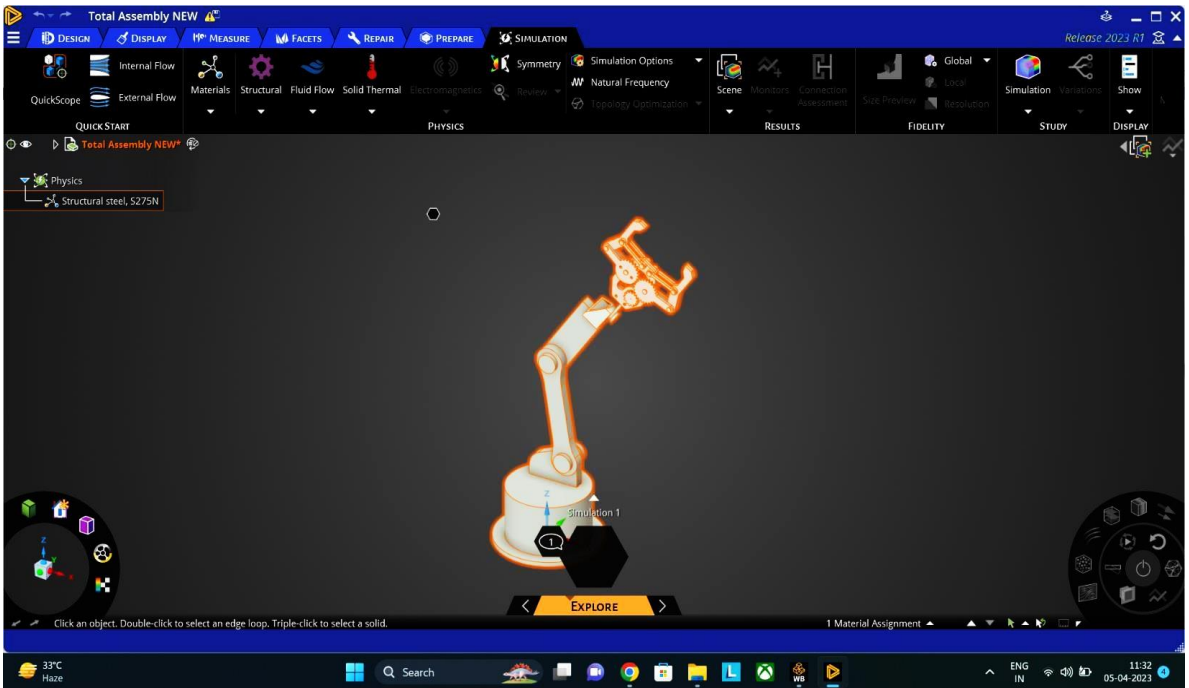 Total Assembly NEW
DESIGN DISPLAY MEASURE FACETS REPAIR PREPARE SIMULATION
Release 2023 R1
QuickScope
Internal Flow
External Flow
QUICK START
Materials Structural Fluid Flow Solid Thermal Electromagnetics
Symmetry
Review
Simulation Options
Natural Frequency
Topology Optimization
PHYSICS
Scene Monitors Connection Assessment
RESULTS
Size Preview
Global
Local
Resolution
FIDELITY
Simulation Variations
STUDY
Show
DISPLAY
Total Assembly NEW*
Physics
Structural steel, S275N
Z
Simulation 1
1
Z
Y
X
EXPLORE
Click an object. Double-click to select an edge loop. Triple-click to select a solid.
1 Material Assignment
33°C
Haze
Search
L
WB
ENG
IN
11:32
05-04-2023
4